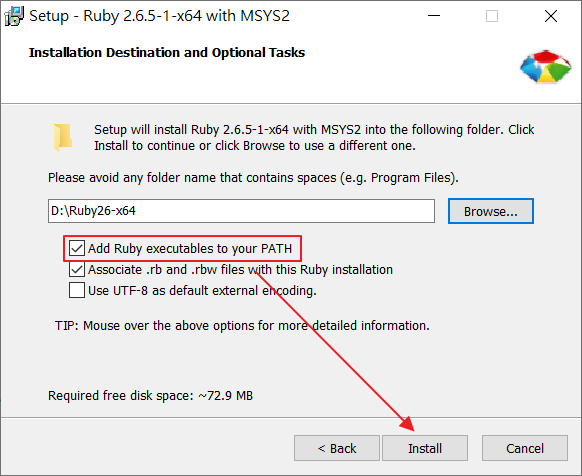 Setup - Ruby 2.6.5-1-x64 with MSYS2
Installation Destination and Optional Tasks
Setup will install Ruby 2.6.5-1-x64 with MSYS2 into the following folder. Click
Install to continue or click Browse to use a different one.
Please avoid any folder name that contains spaces (e.g. Program Files).
D:\Ruby26-x64
Browse...
Add Ruby executables to your PATH
Associate .rb and .rbw files with this Ruby installation
Use UTF-8 as default external encoding.
TIP: Mouse over the above options for more detailed information.
Required free disk space: ~72.9 MB
< Back
Install
Cancel